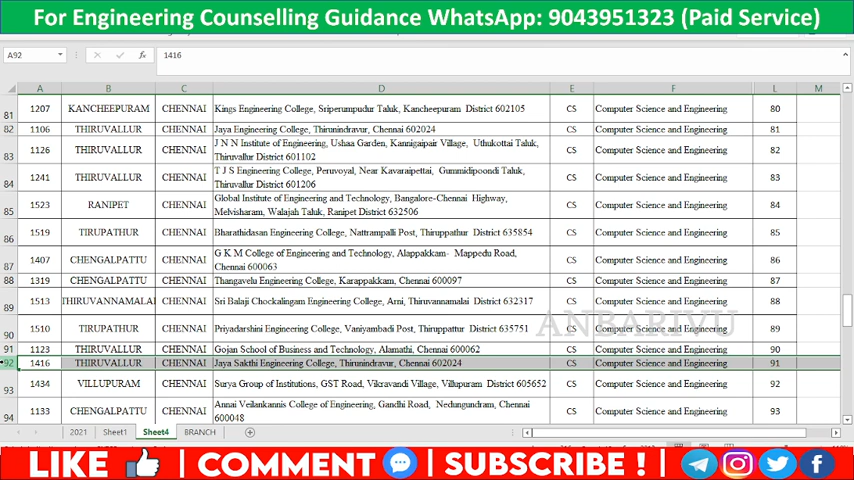 For Engineering Counselling Guidance WhatsApp: 9043951323 (Paid Service)
A92 fx 1416
A B C D E F L M
81 1207 KANCHEEPURAM CHENNAI Kings Engineering College, Sriperumpudur Taluk, Kancheepuram District 602105 CS Computer Science and Engineering 80
82 1106 THIRUVALLUR CHENNAI Jaya Engineering College, Thirunindravur, Chennai 602024 CS Computer Science and Engineering 81
83 1126 THIRUVALLUR CHENNAI J N N Institute of Engineering, Ushaa Garden, Kannigaipair Village, Uthukottai Taluk,
Thiruvallur District 601102 CS Computer Science and Engineering 82
84 1241 THIRUVALLUR CHENNAI T J S Engineering College, Peruvoyal, Near Kavaraipettai, Gummidipoondi Taluk,
Thiruvallur District 601206 CS Computer Science and Engineering 83
85 1523 RANIPET CHENNAI Global Institute of Engineering and Technology, Bangalore-Chennai Highway,
Melvisharam, Walajah Taluk, Ranipet District 632506 CS Computer Science and Engineering 84
86 1519 TIRUPATHUR CHENNAI Bharathidasan Engineering College, Nattrampalli Post, Thiruppathur District 635854 CS Computer Science and Engineering 85
87 1407 CHENGALPATTU CHENNAI G K M College of Engineering and Technology, Alappakkam- Mappedu Road,
Chennai 600063 CS Computer Science and Engineering 86
88 1319 CHENGALPATTU CHENNAI Thangavelu Engineering College, Karappakkam, Chennai 600097 CS Computer Science and Engineering 87
89 1513 THIRUVANNAMALAI CHENNAI Sri Balaji Chockalingam Engineering College, Arni, Thiruvannamalai District 632317 CS Computer Science and Engineering 88
90 1510 TIRUPATHUR CHENNAI Priyadarshini Engineering College, Vaniyambadi Post, Thiruppattur District 635751 CS Computer Science and Engineering 89
ANBARIVU
91 1123 THIRUVALLUR CHENNAI Gojan School of Business and Technology, Alamathi, Chennai 600062 CS Computer Science and Engineering 90
92 1416 THIRUVALLUR CHENNAI Jaya Sakthi Engineering College, Thirunindravur, Chennai 602024 CS Computer Science and Engineering 91
93 1434 VILLUPURAM CHENNAI Surya Group of Institutions, GST Road, Vikravandi Village, Villupuram District 605652 CS Computer Science and Engineering 92
94 1133 CHENGALPATTU CHENNAI Annai Veilankannis College of Engineering, Gandhi Road, Nedungundram, Chennai
600048 CS Computer Science and Engineering 93
2021 Sheet1 Sheet4 BRANCH
LIKE | COMMENT | SUBSCRIBE ! |